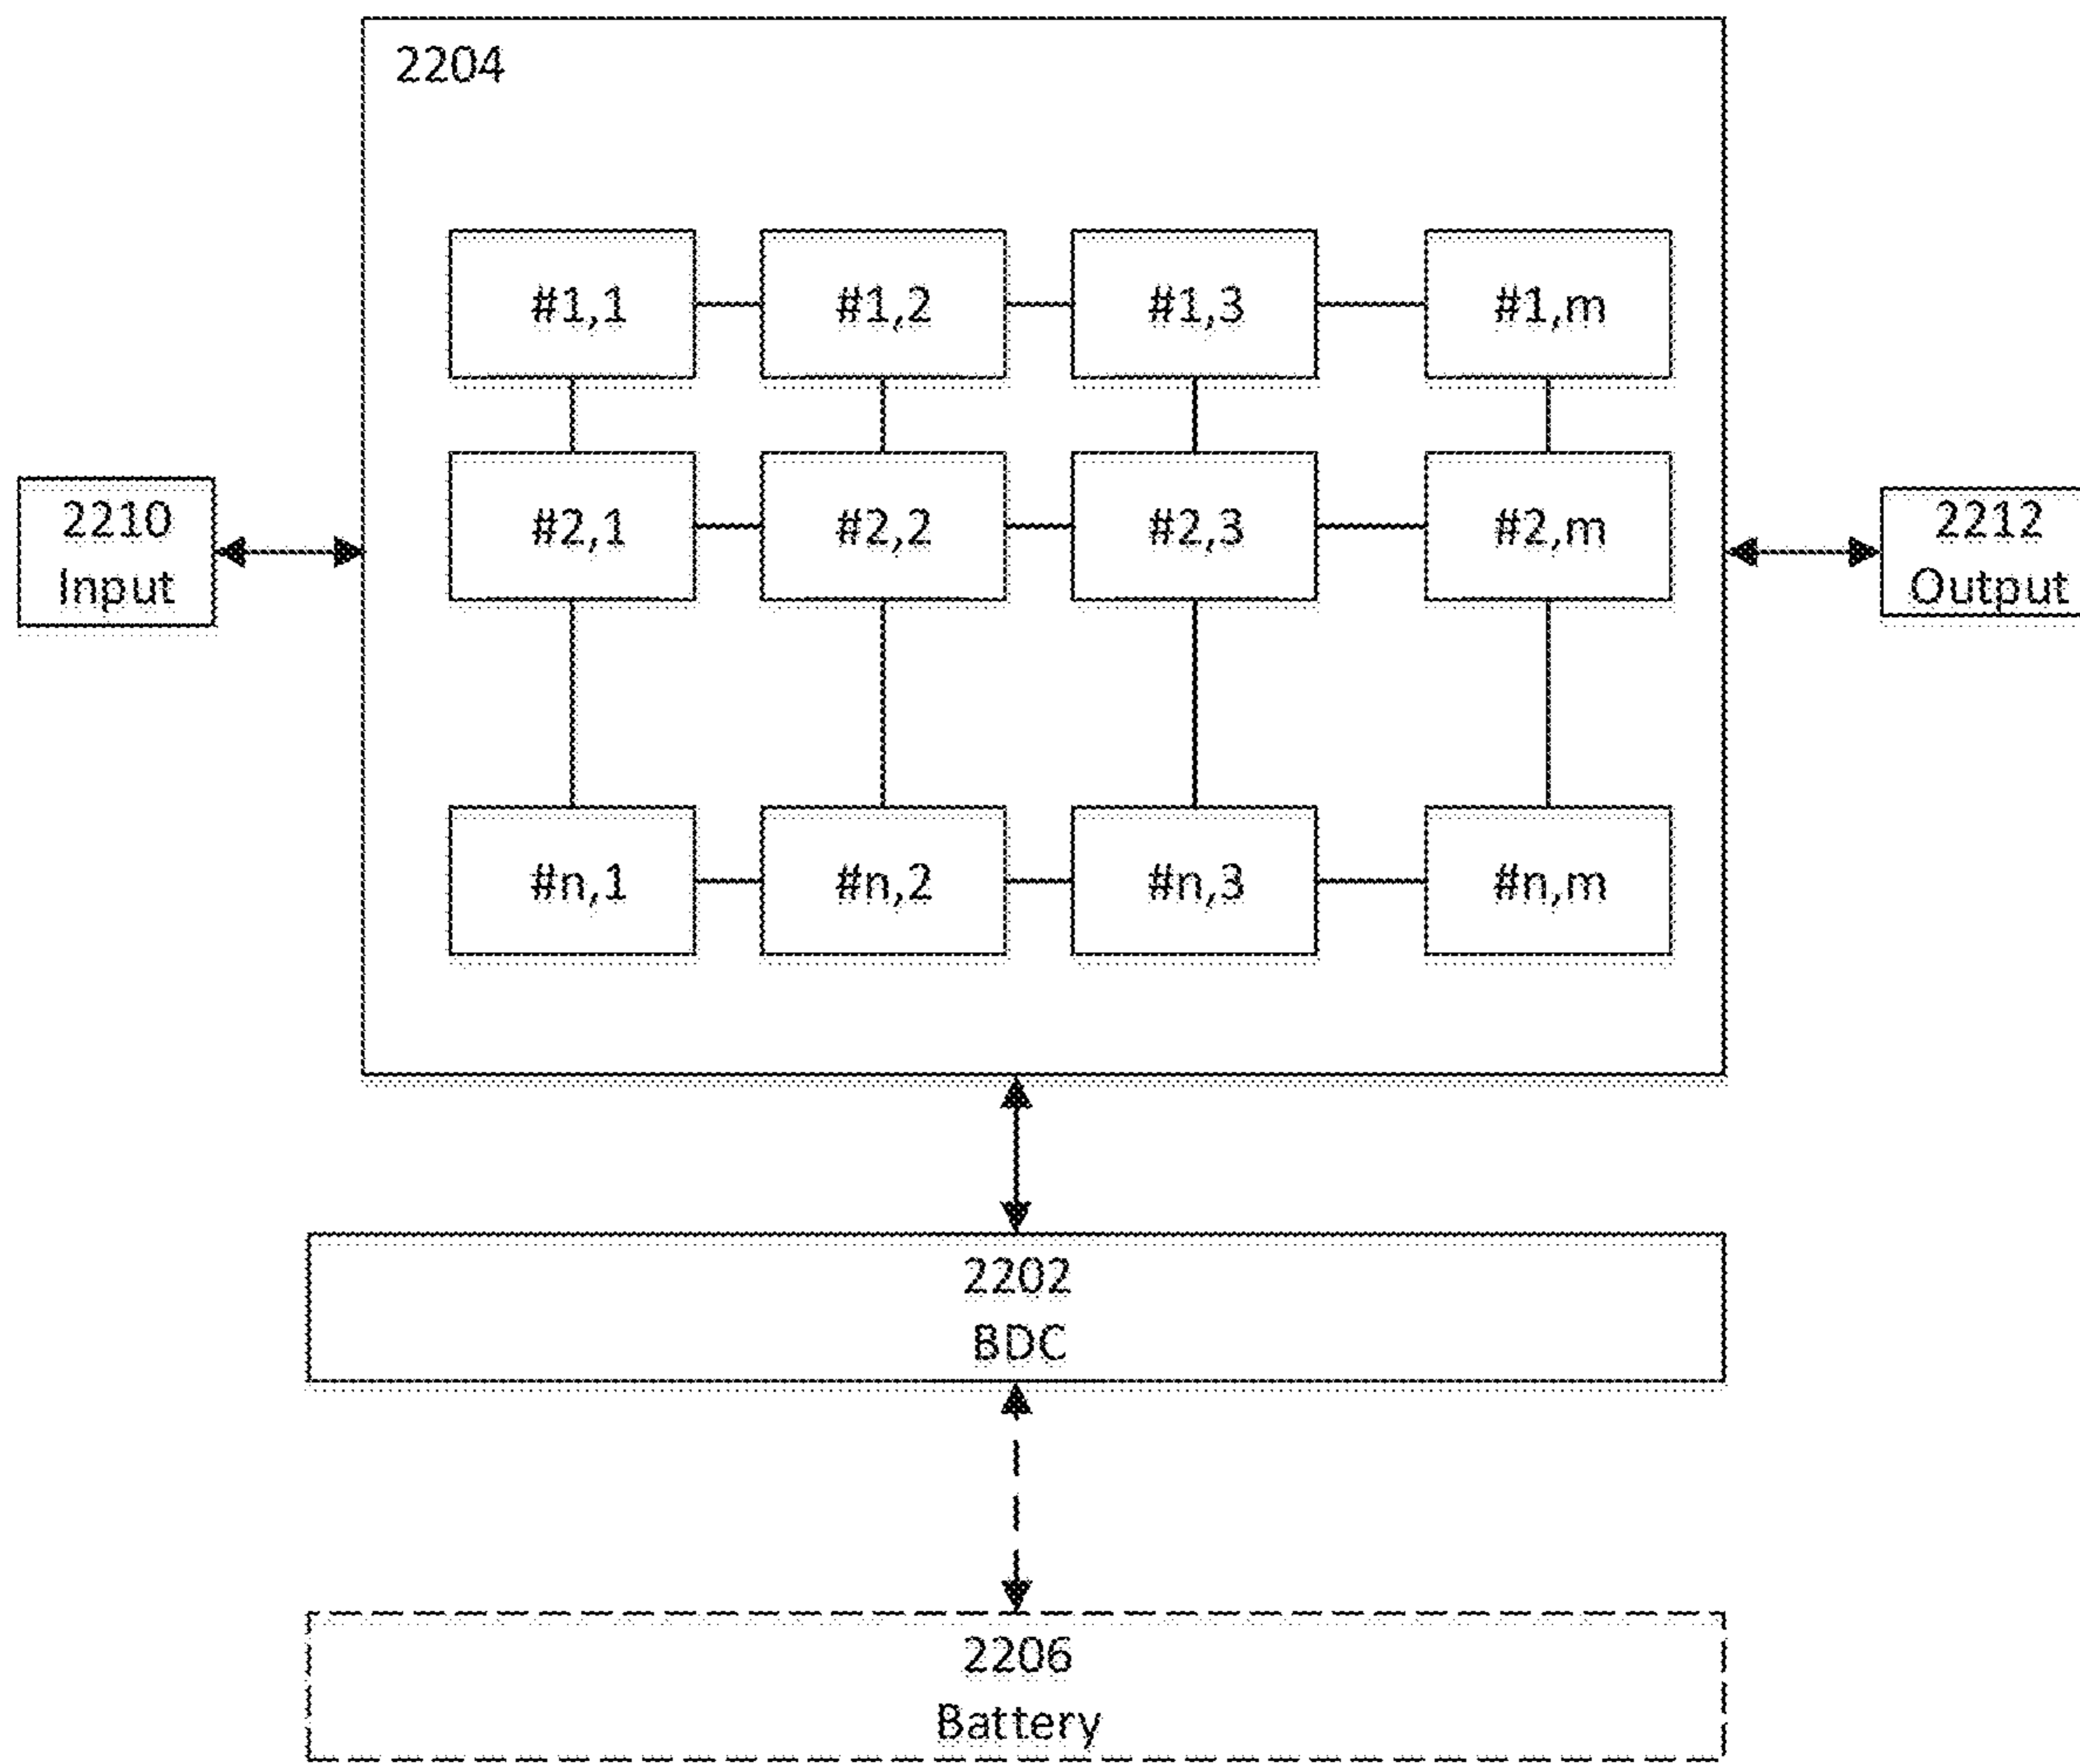 2204
#1,1 #1,2 #1,3 #1,m
2210
Input
#2,1 #2,2 #2,3 #2,m
2212
Output
#n,1 #n,2 #n,3 #n,m
2202
BDC
2206
Battery